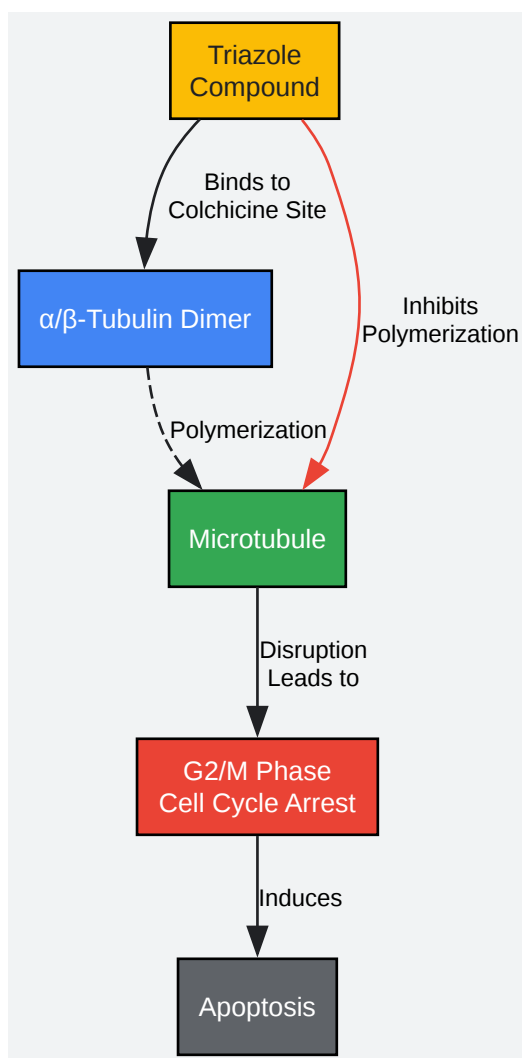 Triazole
Compound
Binds to
Colchicine Site
α/β-Tubulin Dimer
Inhibits
Polymerization
Polymerization
Microtubule
Disruption
Leads to
G2/M Phase
Cell Cycle Arrest
Induces
Apoptosis